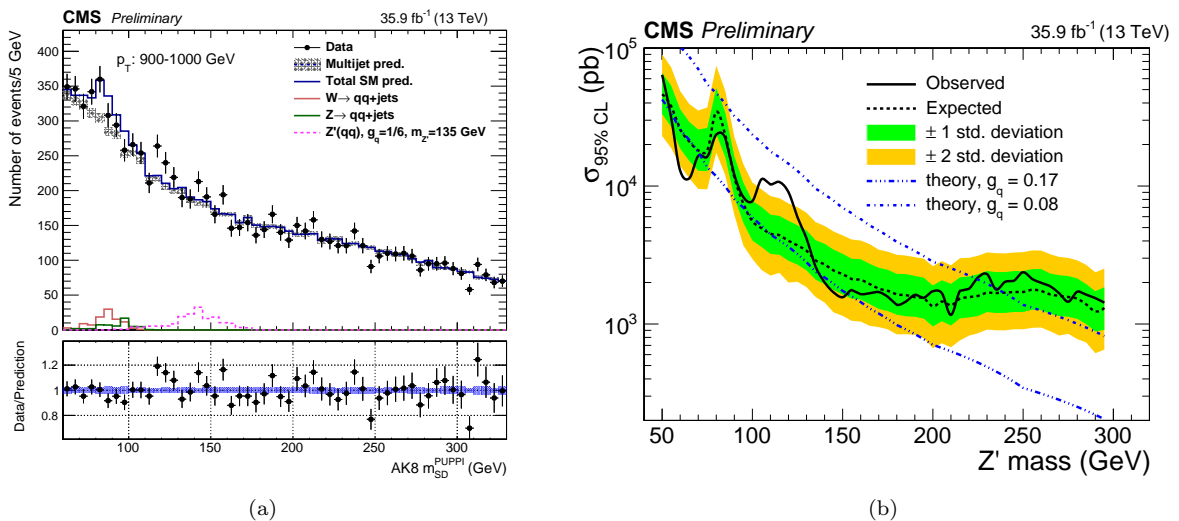 CMS Preliminary 35.9 fb⁻¹ (13 TeV)
Number of events/5 GeV
400
350
300
250
200
150
100
50
0
p_T: 900-1000 GeV
Data
Multijet pred.
Total SM pred.
W→ qq+jets
Z→ qq+jets
Z'(qq), g_q=1/6, m_Z'=135 GeV
Data/Prediction
1.2
1.0
0.8
100 150 200 250 300
AK8 m_SD^PUPPI (GeV)
(a)
CMS Preliminary 35.9 fb⁻¹ (13 TeV)
σ_95% CL (pb)
10⁵
10⁴
10³
Observed
Expected
± 1 std. deviation
± 2 std. deviation
theory, g_q = 0.17
theory, g_q = 0.08
50 100 150 200 250 300
Z' mass (GeV)
(b)